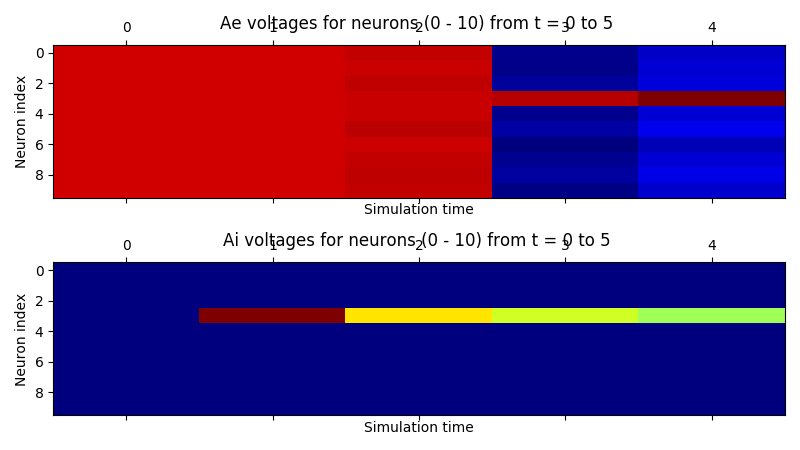 Ae voltages for neurons (0 - 10) from t = 0 to 5
0 1 2 3 4
Neuron index
0
2
4
6
8
Simulation time
Ai voltages for neurons (0 - 10) from t = 0 to 5
0 1 2 3 4
Neuron index
0
2
4
6
8
Simulation time